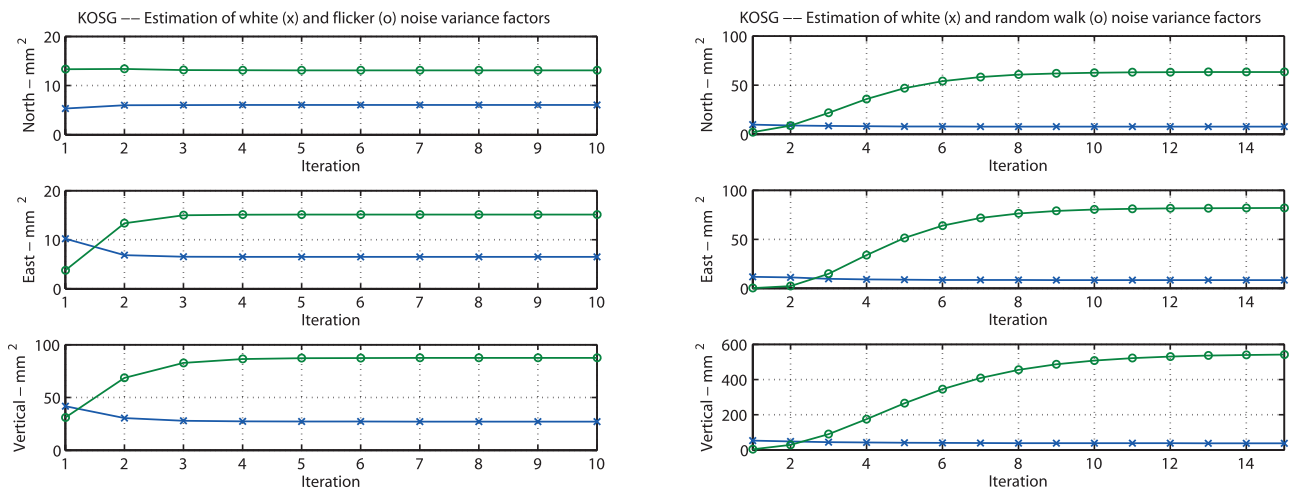 KOSG −− Estimation of white (x) and flicker (o) noise variance factors
20
10
0
North − mm 2
1 2 3 4 5 6 7 8 9 10
Iteration
20
10
0
East − mm 2
1 2 3 4 5 6 7 8 9 10
Iteration
100
50
0
Vertical − mm 2
1 2 3 4 5 6 7 8 9 10
Iteration
KOSG −− Estimation of white (x) and random walk (o) noise variance factors
100
50
0
North − mm 2
2 4 6 8 10 12 14
Iteration
100
50
0
East − mm 2
2 4 6 8 10 12 14
Iteration
600
400
200
0
Vertical − mm 2
2 4 6 8 10 12 14
Iteration